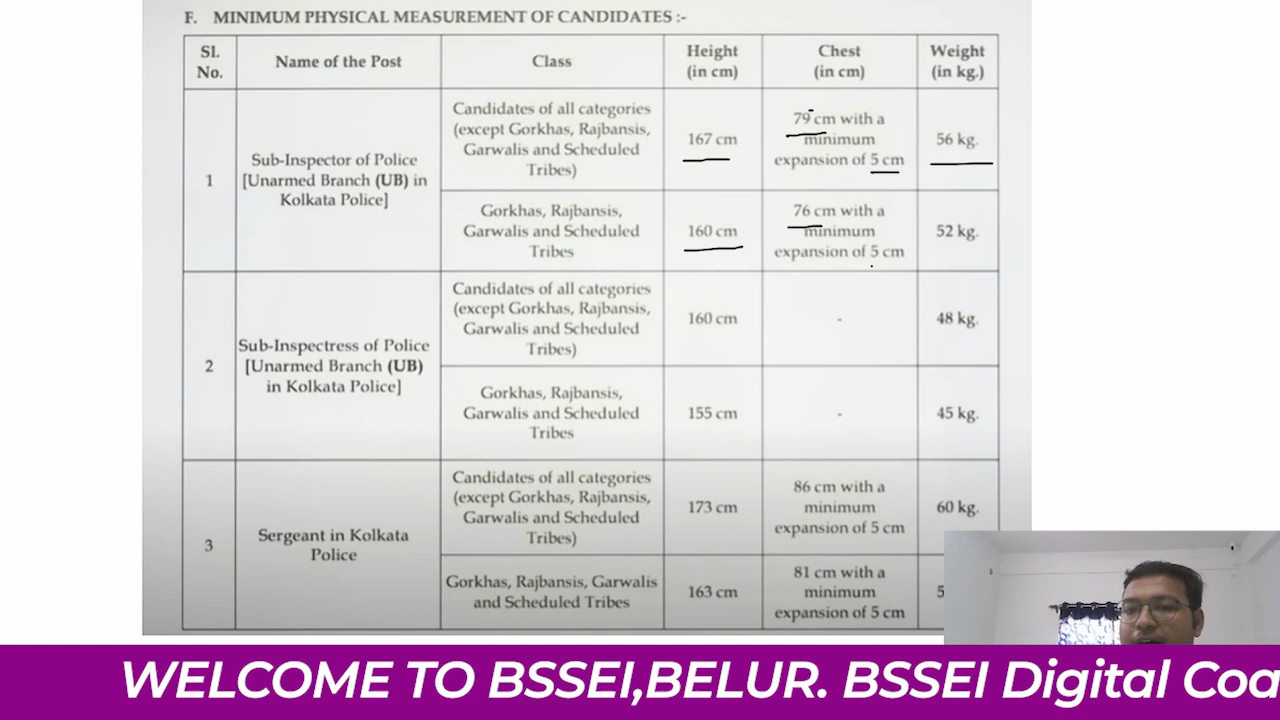 F. MINIMUM PHYSICAL MEASUREMENT OF CANDIDATES :-
Sl. No.
Name of the Post
Class
Height (in cm)
Chest (in cm)
Weight (in kg.)
1
Sub-Inspector of Police
[Unarmed Branch (UB) in
Kolkata Police]
Candidates of all categories
(except Gorkhas, Rajbansis,
Garwalis and Scheduled
Tribes)
167 cm
79 cm with a
minimum
expansion of 5 cm
56 kg.
Gorkhas, Rajbansis,
Garwalis and Scheduled
Tribes
160 cm
76 cm with a
minimum
expansion of 5 cm
52 kg.
2
Sub-Inspectress of Police
[Unarmed Branch (UB)
in Kolkata Police]
Candidates of all categories
(except Gorkhas, Rajbansis,
Garwalis and Scheduled
Tribes)
160 cm
-
48 kg.
Gorkhas, Rajbansis,
Garwalis and Scheduled
Tribes
155 cm
-
45 kg.
3
Sergeant in Kolkata
Police
Candidates of all categories
(except Gorkhas, Rajbansis,
Garwalis and Scheduled
Tribes)
173 cm
86 cm with a
minimum
expansion of 5 cm
60 kg.
Gorkhas, Rajbansis, Garwalis
and Scheduled Tribes
163 cm
81 cm with a
minimum
expansion of 5 cm
WELCOME TO BSSEI,BELUR. BSSEI Digital